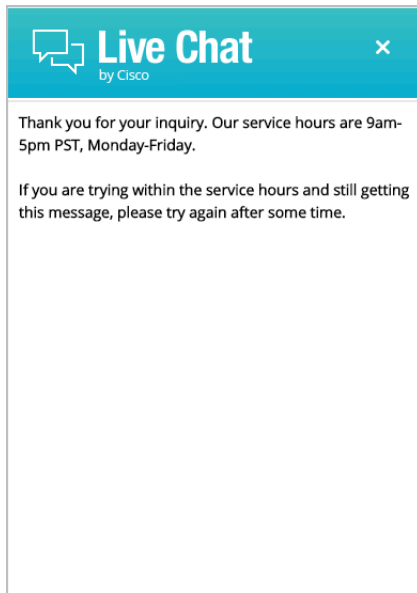 Live Chat
by Cisco
Thank you for your inquiry. Our service hours are 9am-
5pm PST, Monday-Friday.
If you are trying within the service hours and still getting
this message, please try again after some time.